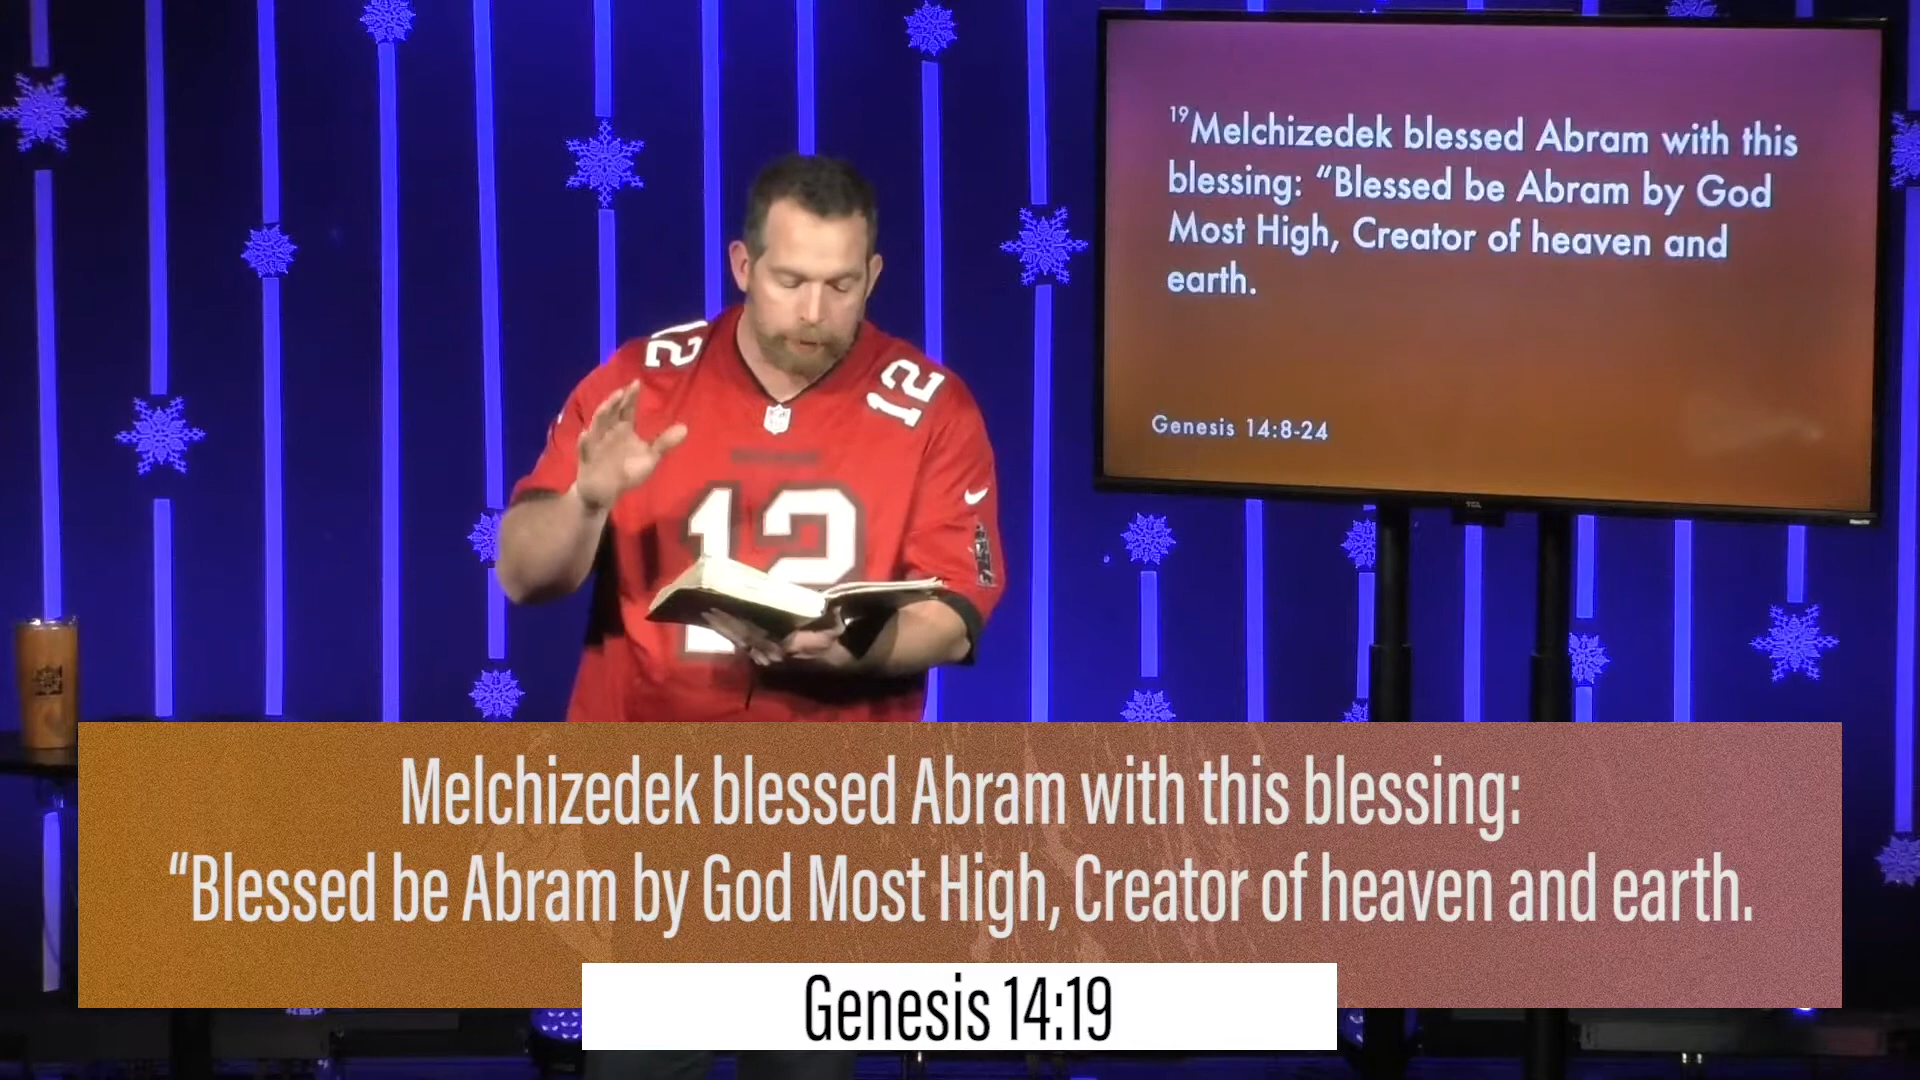 ¹⁹Melchizedek blessed Abram with this
blessing: “Blessed be Abram by God
Most High, Creator of heaven and
earth.
Genesis 14:8-24
TCL
12
12
NFL
12
Melchizedek blessed Abram with this blessing:
“Blessed be Abram by God Most High, Creator of heaven and earth.
Genesis 14:19